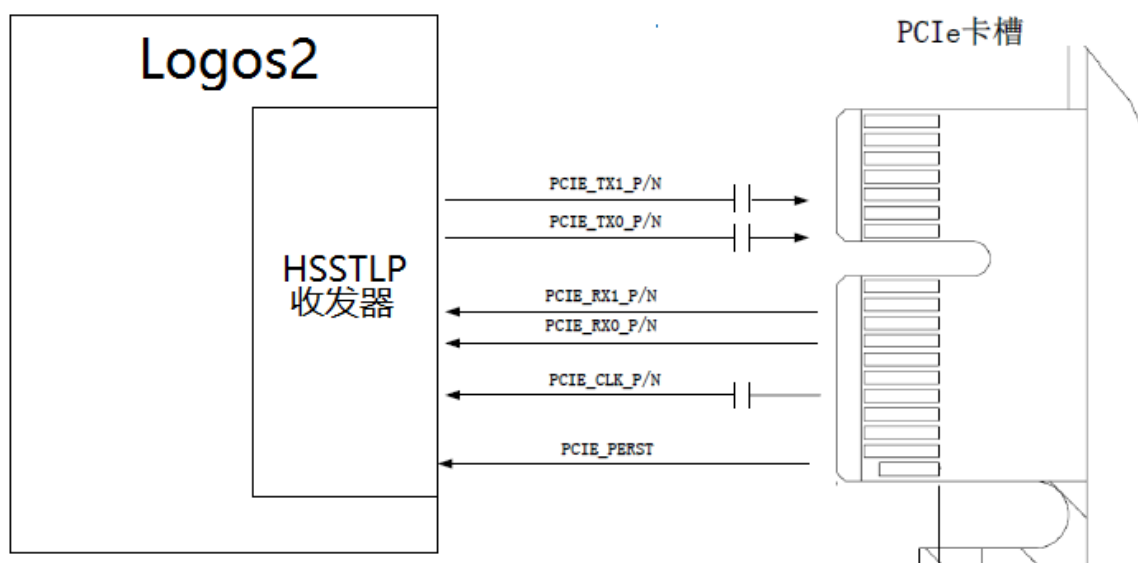 PCIe卡槽
Logos2
HSSTLP
收发器
PCIE_TX1_P/N
PCIE_TX0_P/N
PCIE_RX1_P/N
PCIE_RX0_P/N
PCIE_CLK_P/N
PCIE_PERST